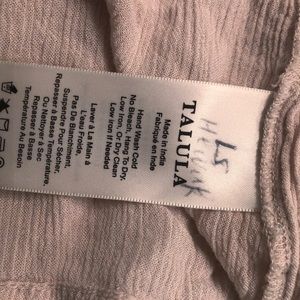 TALULA
Made in India
Fabriqué en Inde
Hand Wash Cold
No Bleach, Hang To Dry,
Low Iron, Or Dry Clean
Low Iron If Needed
Laver à La Main à
L'eau Froide,
Pas De Blanchiment,
Suspendre Pour Sécher,
Repasser à Basse Température,
Ou Nettoyer à Sec
Repasser à Basse
Température au Besoin